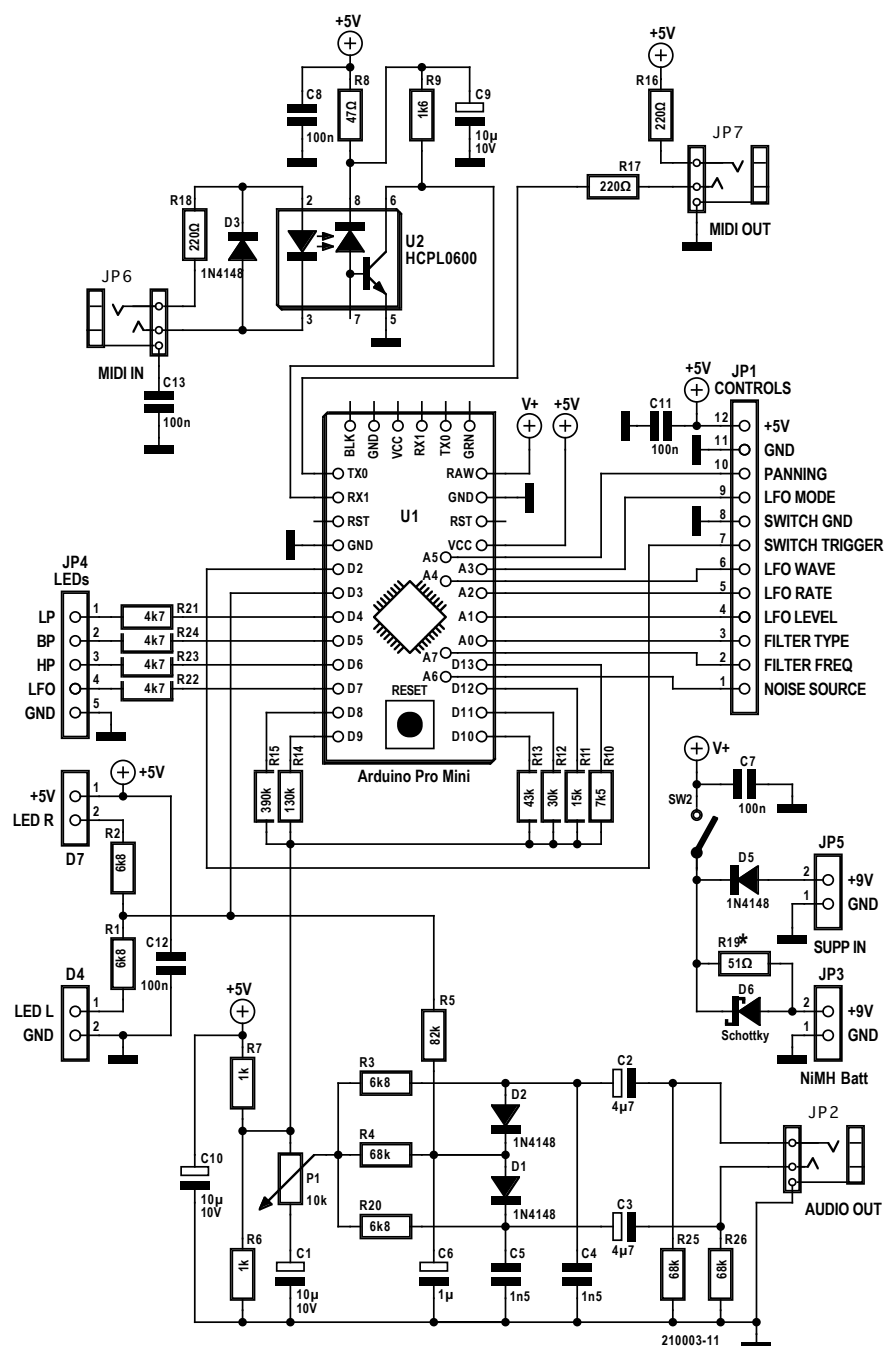 +5V
+5V
C8
100n
R8
47Ω
R9
1k6
C9
10µ
10V
R16
220Ω
JP7
R17
220Ω
MIDI OUT
R18
220Ω
D3
1N4148
2
8
6
U2
HCPL0600
3
7
5
JP6
MIDI IN
C13
100n
BLK
GND
VCC
RX1
TX0
GRN
V+
+5V
+5V
C11
100n
JP1
CONTROLS
12
+5V
11
GND
10
PANNING
9
LFO MODE
8
SWITCH GND
7
SWITCH TRIGGER
6
LFO WAVE
5
LFO RATE
4
LFO LEVEL
3
FILTER TYPE
2
FILTER FREQ
1
NOISE SOURCE
TX0
RX1
RST
GND
D2
D3
D4
D5
D6
D7
D8
D9
U1
RAW
GND
RST
VCC
A5
A3
A4
A2
A1
A0
A7
D13
A6
D12
D11
D10
RESET
Arduino Pro Mini
JP4
LEDs
LP
1
4k7
R21
BP
2
4k7
R24
HP
3
4k7
R23
LFO
4
4k7
R22
GND
5
R15
390k
R14
130k
R13
43k
R12
30k
R11
15k
R10
7k5
+5V
+5V
1
LED R
2
D7
R2
6k8
R1
6k8
C12
100n
D4
LED L
1
GND
2
V+
C7
100n
SW2
D5
1N4148
JP5
2
+9V
1
GND
SUPP IN
R19*
51Ω
D6
Schottky
JP3
2
+9V
1
GND
NiMH Batt
+5V
R7
1k
R5
82k
R3
6k8
R4
68k
R20
6k8
D2
1N4148
D1
1N4148
C2
4µ7
C3
4µ7
JP2
AUDIO OUT
C10
10µ
10V
P1
10k
R6
1k
C1
10µ
10V
C6
1µ
C5
1n5
C4
1n5
R25
68k
R26
68k
210003-11